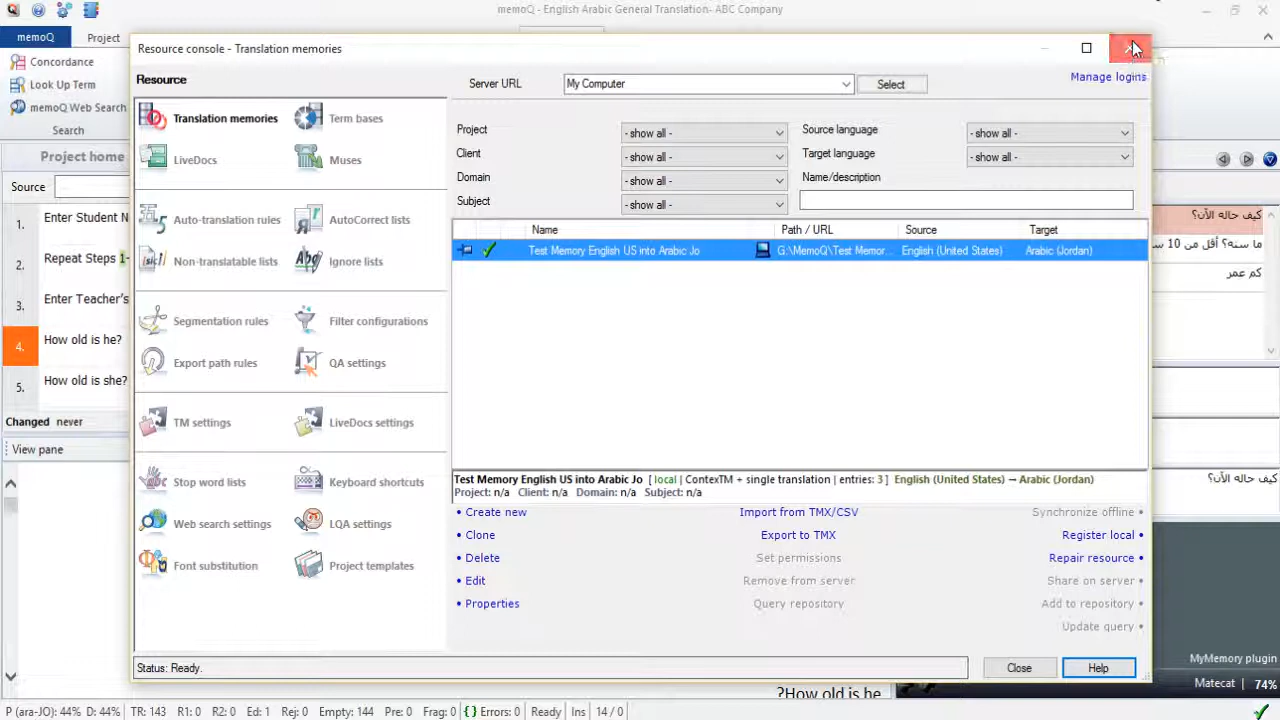 memoQ - English Arabic General Translation- ABC Company
memoQ
Project
Concordance
Look Up Term
memoQ Web Search
Search
Project home
Source
1. Enter Student N
2. Repeat Steps 1-
3. Enter Teacher's
4. How old is he?
5. How old is she?
Changed never
View pane
Resource console - Translation memories
Resource
Translation memories
Term bases
LiveDocs
Muses
Auto-translation rules
AutoCorrect lists
Non-translatable lists
Ignore lists
Segmentation rules
Filter configurations
Export path rules
QA settings
TM settings
LiveDocs settings
Stop word lists
Keyboard shortcuts
Web search settings
LQA settings
Font substitution
Project templates
Server URL
My Computer
Select
Manage logins
Project
- show all -
Source language
- show all -
Client
- show all -
Target language
- show all -
Domain
- show all -
Name/description
Subject
- show all -
Name Path / URL Source Target
Test Memory English US into Arabic Jo G:\MemoQ\Test Memor... English (United States) Arabic (Jordan)
Test Memory English US into Arabic Jo [ local | ContexTM + single translation | entries: 3 ] English (United States) → Arabic (Jordan)
Project: n/a Client: n/a Domain: n/a Subject: n/a
• Create new
Import from TMX/CSV
Synchronize offline •
• Clone
Export to TMX
Register local •
• Delete
Set permissions
Repair resource •
• Edit
Remove from server
Share on server •
• Properties
Query repository
Add to repository •
Update query •
Status: Ready.
Close
Help
كيف حاله الآن؟
ما سنه؟ أقل من 10 س
كم عمر
كيف حاله الآن؟
?How old is he
MyMemory plugin
Matecat | 74%
P (ara-JO): 44% D: 44% TR: 143 R1: 0 R2: 0 Ed: 1 Rej: 0 Empty: 144 Pre: 0 Frag: 0 {} Errors: 0 Ready Ins 14 / 0